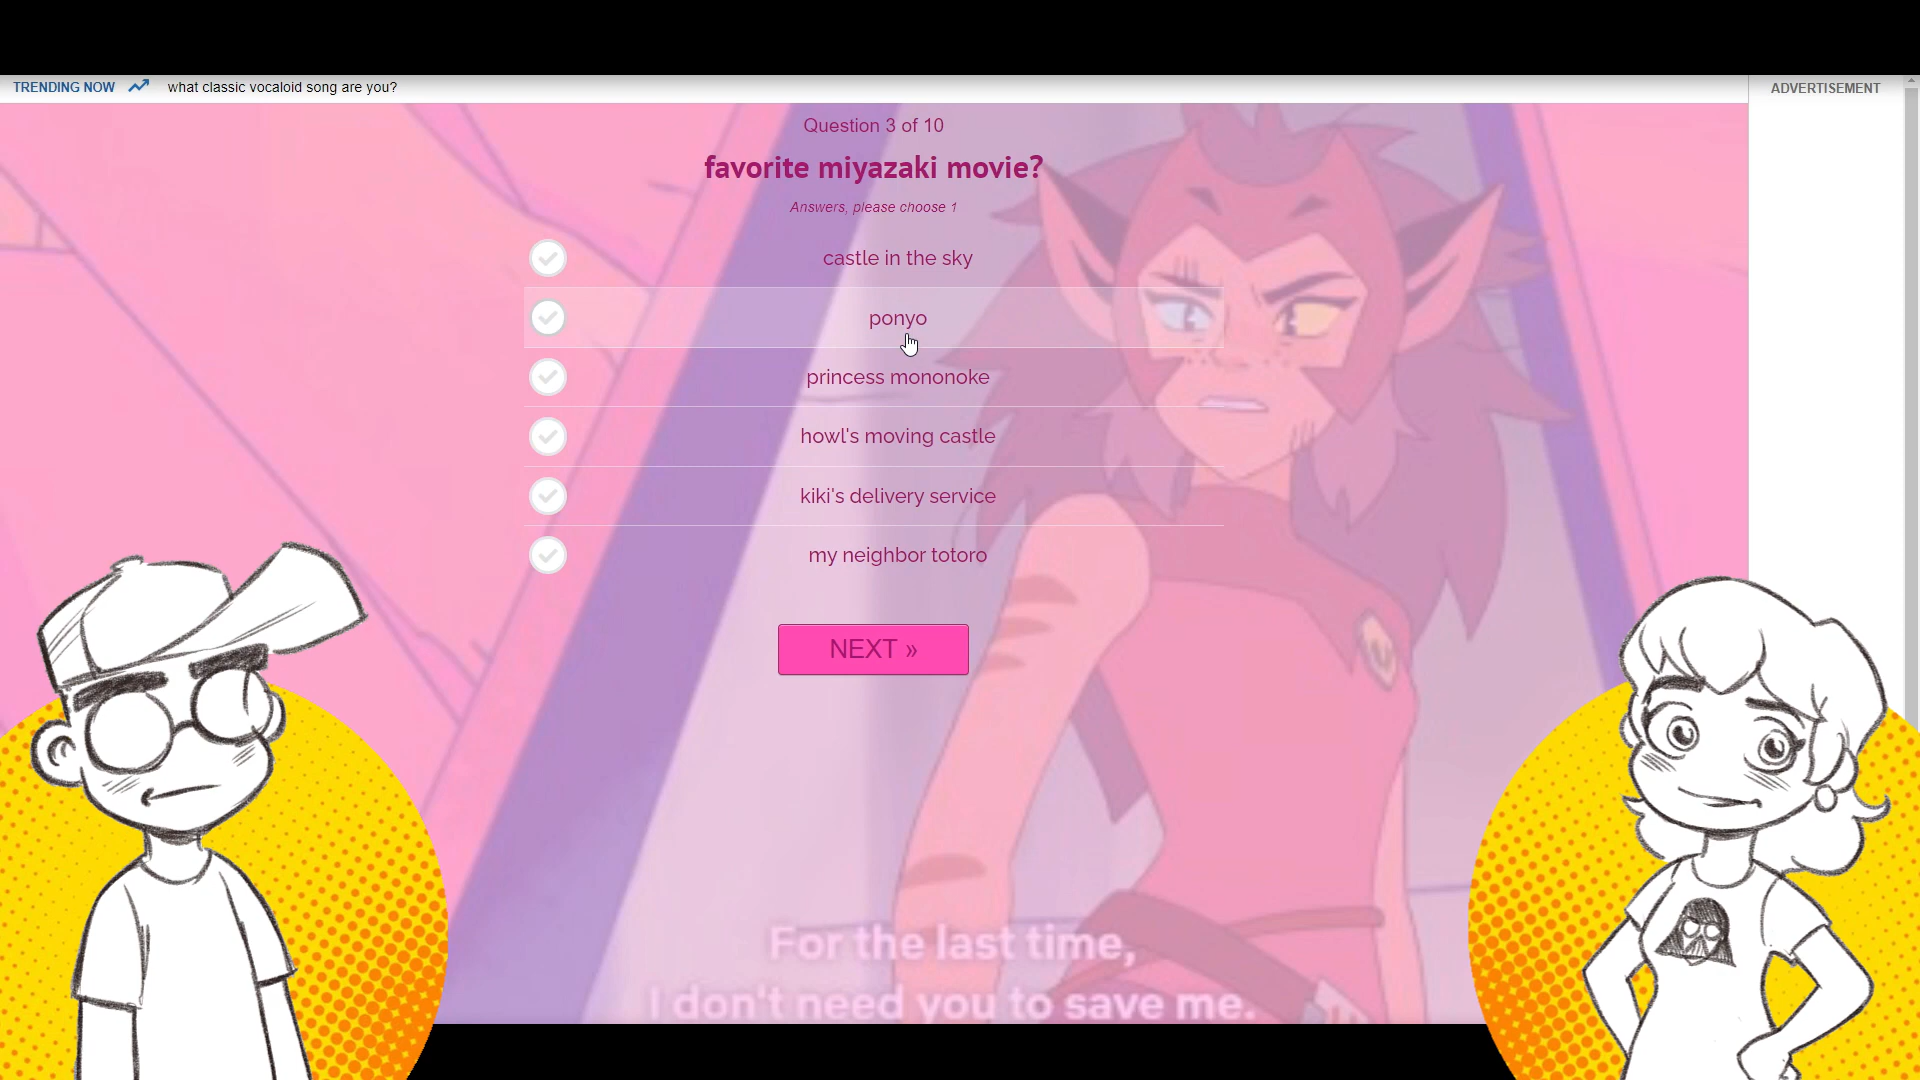 TRENDING NOW what classic vocaloid song are you?
ADVERTISEMENT
Question 3 of 10
favorite miyazaki movie?
Answers, please choose 1
castle in the sky
ponyo
princess mononoke
howl's moving castle
kiki's delivery service
my neighbor totoro
NEXT »
For the last time,
I don't need you to save me.